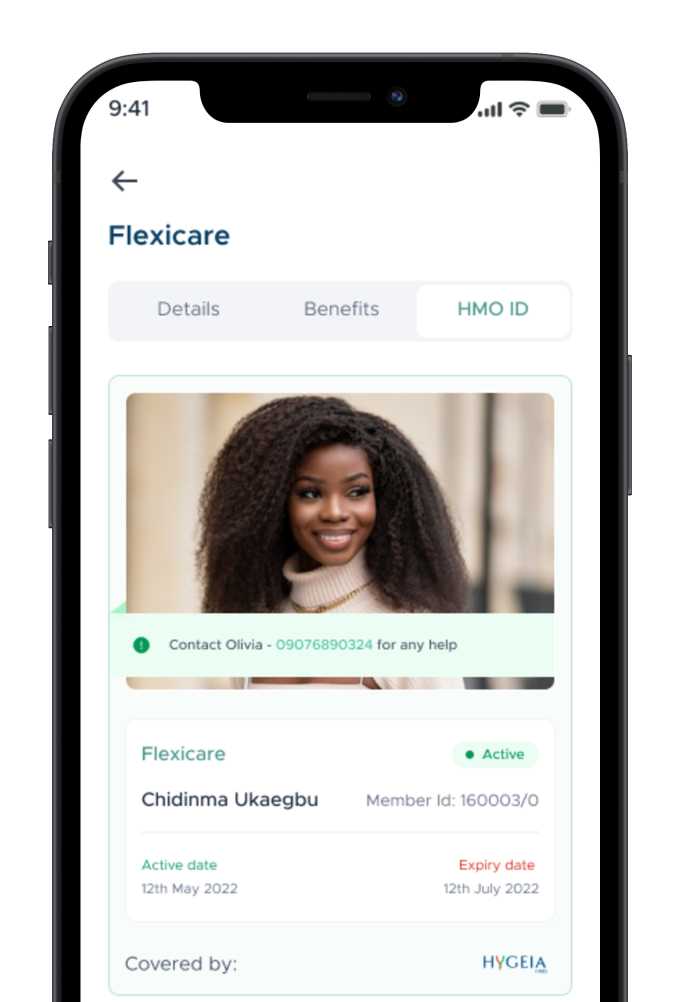 9:41
Flexicare
Details Benefits HMO ID
Contact Olivia - 09076890324 for any help
Flexicare Active
Chidinma Ukaegbu Member Id: 160003/0
Active date Expiry date
12th May 2022 12th July 2022
Covered by: HYGEIA